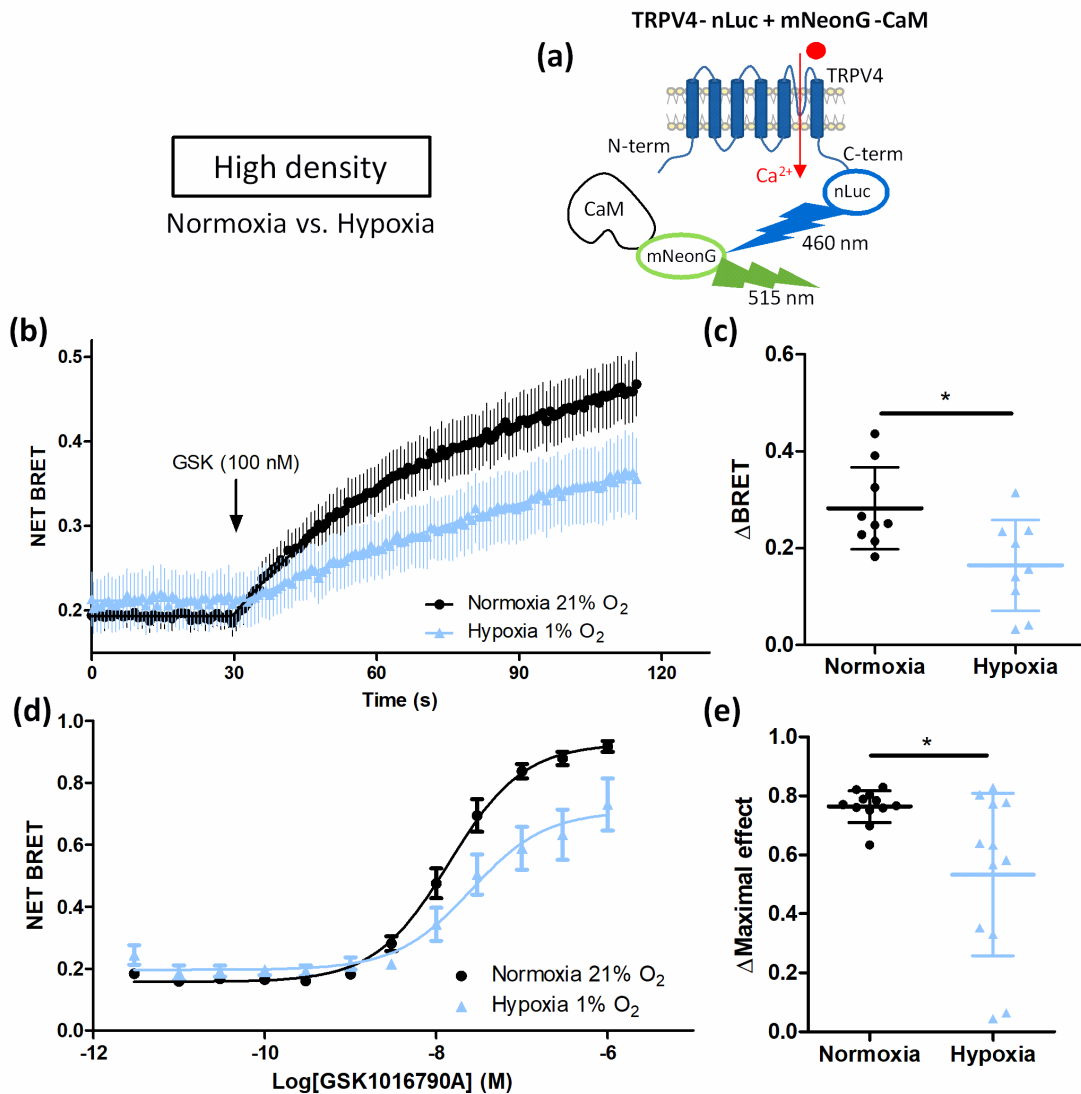 TRPV4- nLuc + mNeonG -CaM
(a)
TRPV4
N-term
C-term
Ca²⁺
nLuc
CaM
mNeonG
460 nm
515 nm
High density
Normoxia vs. Hypoxia
(b)
NET BRET
0.5
0.4
0.3
0.2
GSK (100 nM)
Normoxia 21% O₂
Hypoxia 1% O₂
0 30 60 90 120
Time (s)
(c)
△BRET
0.6
0.4
0.2
0.0
*
Normoxia Hypoxia
(d)
NET BRET
1.0
0.8
0.6
0.4
0.2
0.0
Normoxia 21% O₂
Hypoxia 1% O₂
-12 -10 -8 -6
Log[GSK1016790A] (M)
(e)
△Maximal effect
1.0
0.8
0.6
0.4
0.2
0.0
*
Normoxia Hypoxia